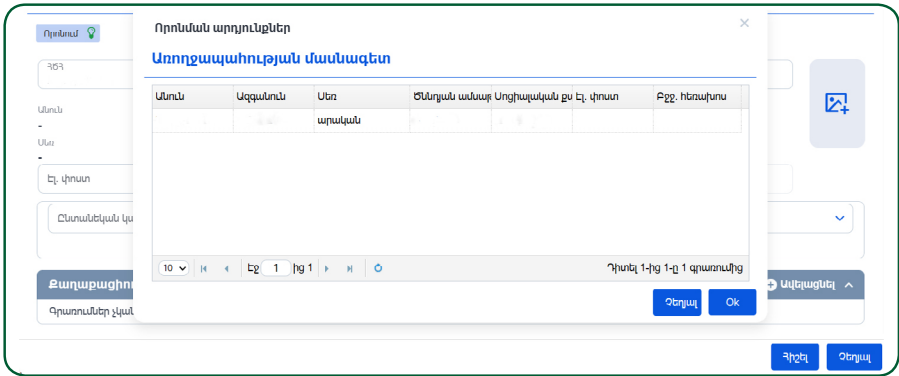 Որոնում
Որոնման արդյունքներ
Առողջապահության մասնագետ
ՀԾՀ
Անուն Ազգանուն Սեռ Ծննդյան ամսաթ Սոցիալական քա Էլ. փոստ Բջջ. հեռախոս
Անուն
-
արական
Սեռ
-
Էլ. փոստ
Ընտանեկան կա
10 Էջ 1 ից 1 Դիտել 1-ից 1-ը 1 գրառումից
Քաղաքացիու Ավելացնել
Գրառումներ չկան
Չեղյալ Ok
Հիշել Չեղյալ